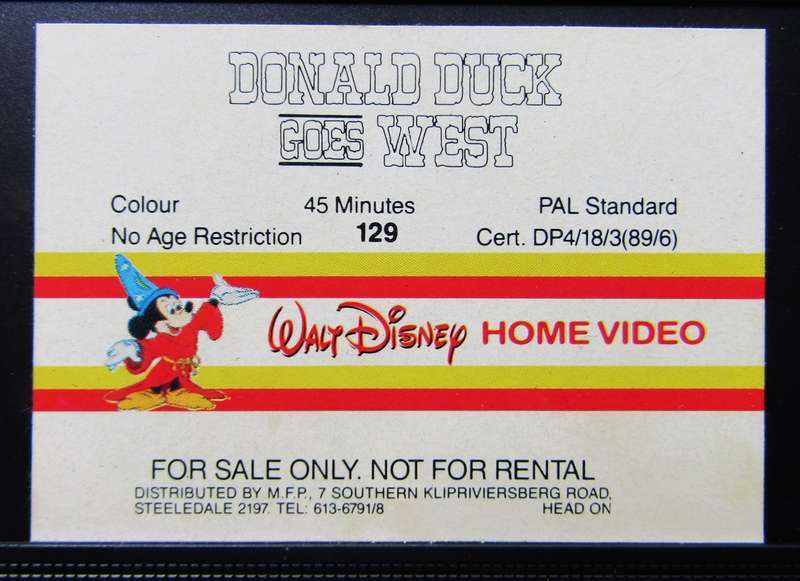 DONALD DUCK
GOES WEST
Colour 45 Minutes PAL Standard
No Age Restriction 129 Cert. DP4/18/3(89/6)
WALT DISNEY HOME VIDEO
FOR SALE ONLY. NOT FOR RENTAL
DISTRIBUTED BY M.F.P., 7 SOUTHERN KLIPRIVIERSBERG ROAD,
STEELEDALE 2197. TEL: 613-6791/8 HEAD ON